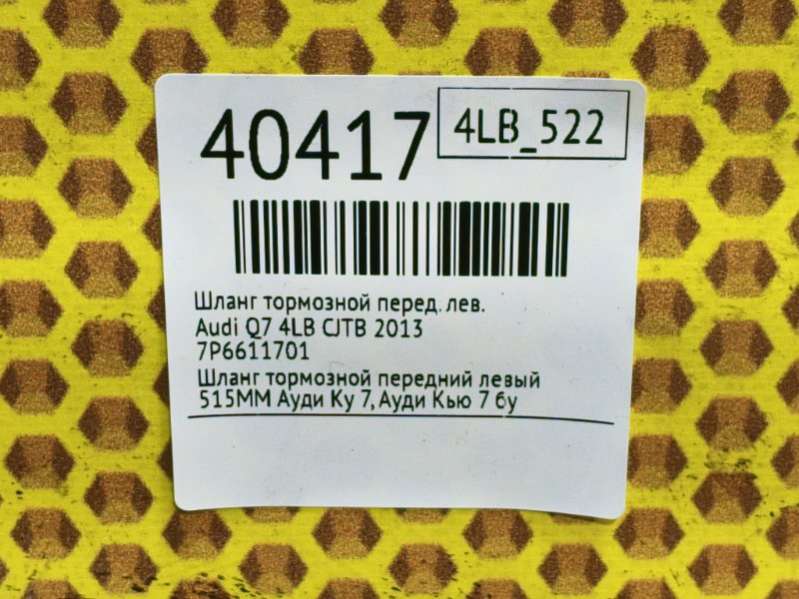 40417
4LB_522
Шланг тормозной перед. лев.
Audi Q7 4LB CJTB 2013
7P6611701
Шланг тормозной передний левый
515ММ Ауди Ку 7, Ауди Кью 7 бу